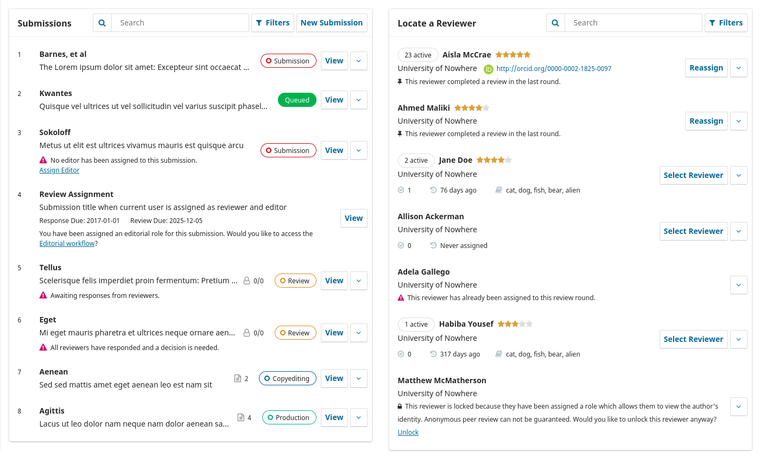 Submissions
Search
Filters
New Submission
1
Barnes, et al
The Lorem ipsum dolor sit amet: Excepteur sint occaecat ...
Submission
View
2
Kwantes
Quisque vel ultrices ut vel sollicitudin vel varius suscipit phasel...
Queued
View
3
Sokoloff
Metus ut elit est ultrices vivamus mauris est quisque arcu
Submission
View
No editor has been assigned to this submission.
Assign Editor
4
Review Assignment
Submission title when current user is assigned as reviewer and editor
Response Due: 2017-01-01 Review Due: 2025-12-05
View
You have been assigned an editorial role for this submission. Would you like to access the
Editorial workflow?
5
Tellus
Scelerisque felis imperdiet proin fermentum: Pretium ...
0/0
Review
View
Awaiting responses from reviewers.
6
Eget
Mi eget mauris pharetra et ultrices neque ornare aen...
0/0
Review
View
All reviewers have responded and a decision is needed.
7
Aenean
Sed sed mattis amet eget aenean leo est nam sit
2
Copyediting
View
8
Agittis
Lacus ut leo dolor nam neque nam dolor aenean sa...
4
Production
View
Locate a Reviewer
Search
Filters
23 active
Aisla McCrae
University of Nowhere
iD
http://orcid.org/0000-0002-1825-0097
This reviewer completed a review in the last round.
Reassign
Ahmed Maliki
University of Nowhere
This reviewer completed a review in the last round.
Reassign
2 active
Jane Doe
University of Nowhere
1
76 days ago
cat, dog, fish, bear, alien
Select Reviewer
Allison Ackerman
University of Nowhere
0
Never assigned
Select Reviewer
Adela Gallego
University of Nowhere
This reviewer has already been assigned to this review round.
1 active
Habiba Yousef
University of Nowhere
0
317 days ago
cat, dog, fish, bear, alien
Select Reviewer
Matthew McMatherson
University of Nowhere
This reviewer is locked because they have been assigned a role which allows them to view the author's
identity. Anonymous peer review can not be guaranteed. Would you like to unlock this reviewer anyway?
Unlock